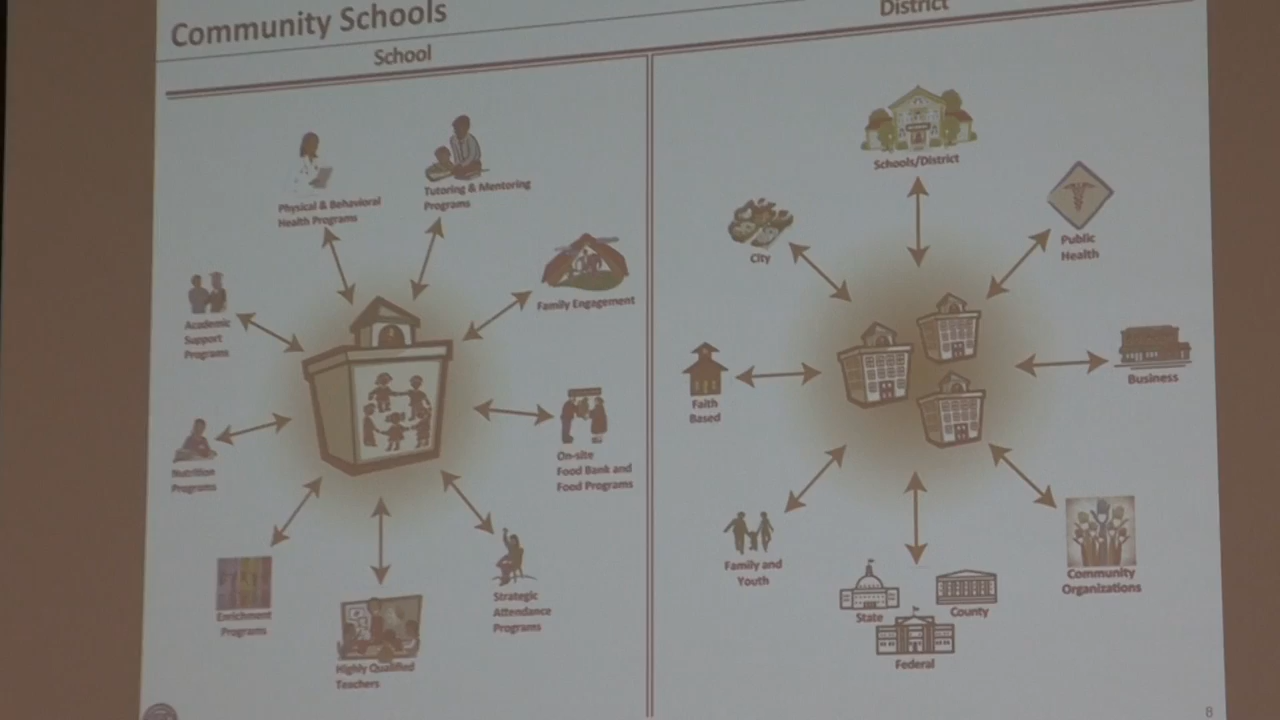 Community Schools
School
Physical & Behavioral
Health Programs
Tutoring & Mentoring
Programs
Family Engagement
Academic
Support
Programs
On-site
Food Bank and
Food Programs
Nutrition
Programs
Strategic
Attendance
Programs
Enrichment
Programs
Highly Qualified
Teachers
District
Schools/District
Public
Health
City
Business
Faith
Based
Community
Organizations
Family and
Youth
State
County
Federal
8